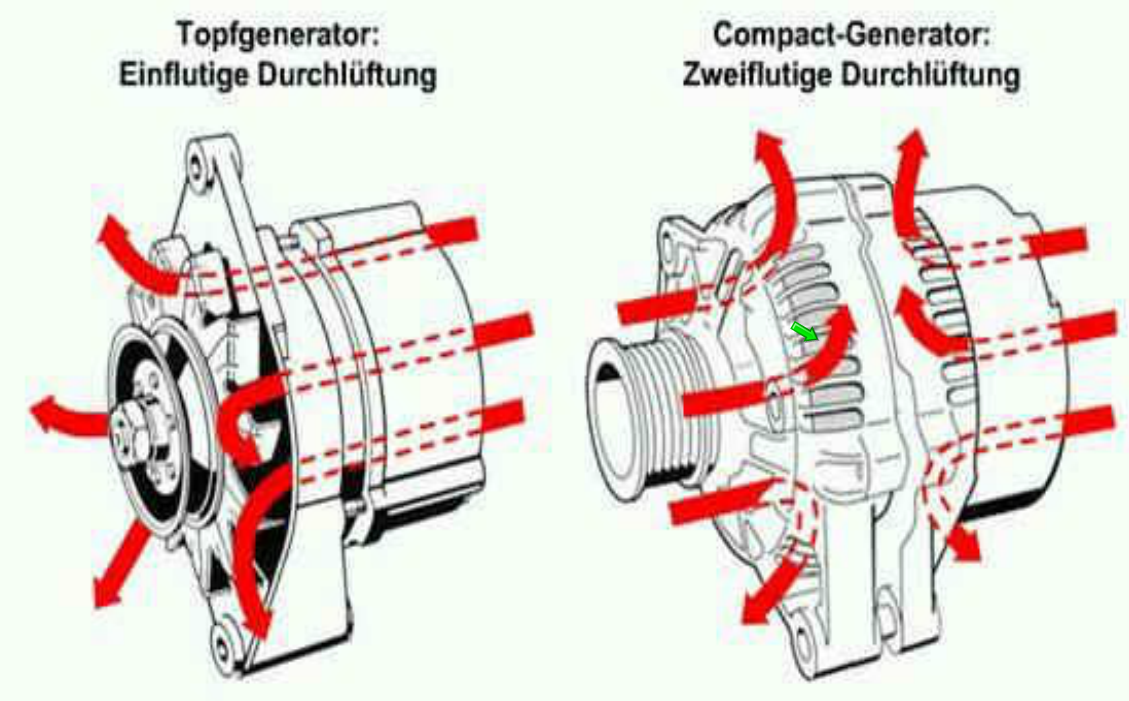 Topfgenerator:
Einflutige Durchlüftung
Compact-Generator:
Zweiflutige Durchlüftung